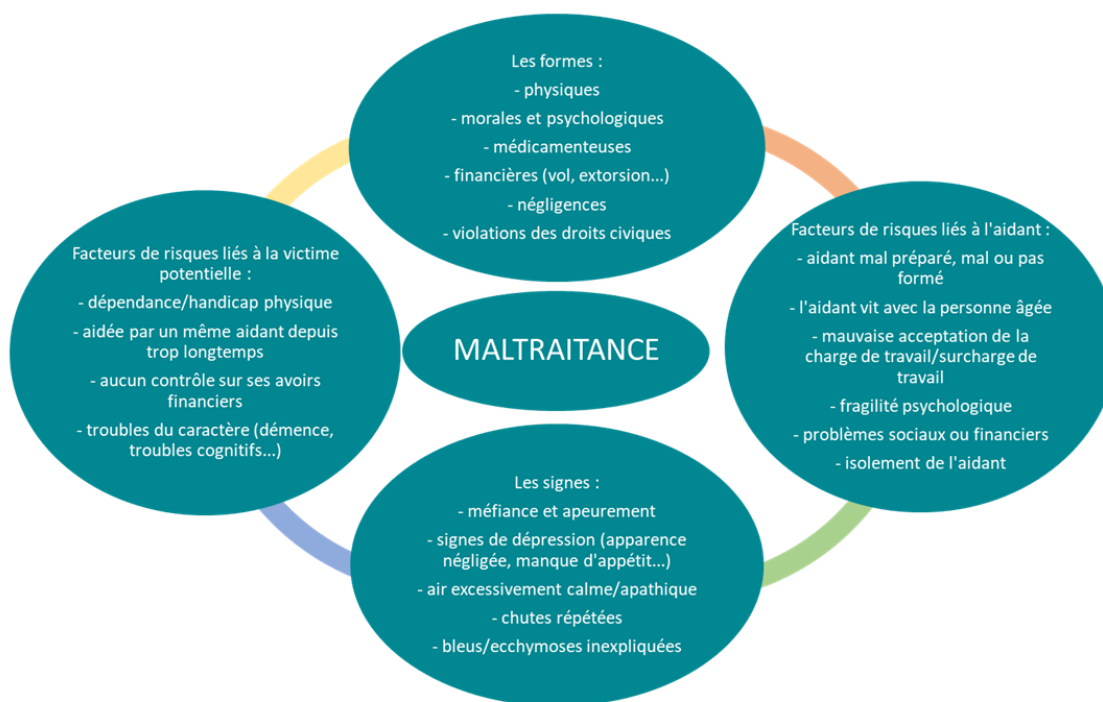 Les formes :
- physiques
- morales et psychologiques
- médicamenteuses
- financières (vol, extorsion...)
- négligences
- violations des droits civiques
Facteurs de risques liés à la victime
potentielle :
- dépendance/handicap physique
- aidée par un même aidant depuis
trop longtemps
- aucun contrôle sur ses avoirs
financiers
- troubles du caractère (démence,
troubles cognitifs...)
MALTRAITANCE
Facteurs de risques liés à l'aidant :
- aidant mal préparé, mal ou pas
formé
- l'aidant vit avec la personne âgée
- mauvaise acceptation de la
charge de travail/surcharge de
travail
- fragilité psychologique
- problèmes sociaux ou financiers
- isolement de l'aidant
Les signes :
- méfiance et apeurement
- signes de dépression (apparence
négligée, manque d'appétit...)
- air excessivement calme/apathique
- chutes répétées
- bleus/ecchymoses inexpliquées